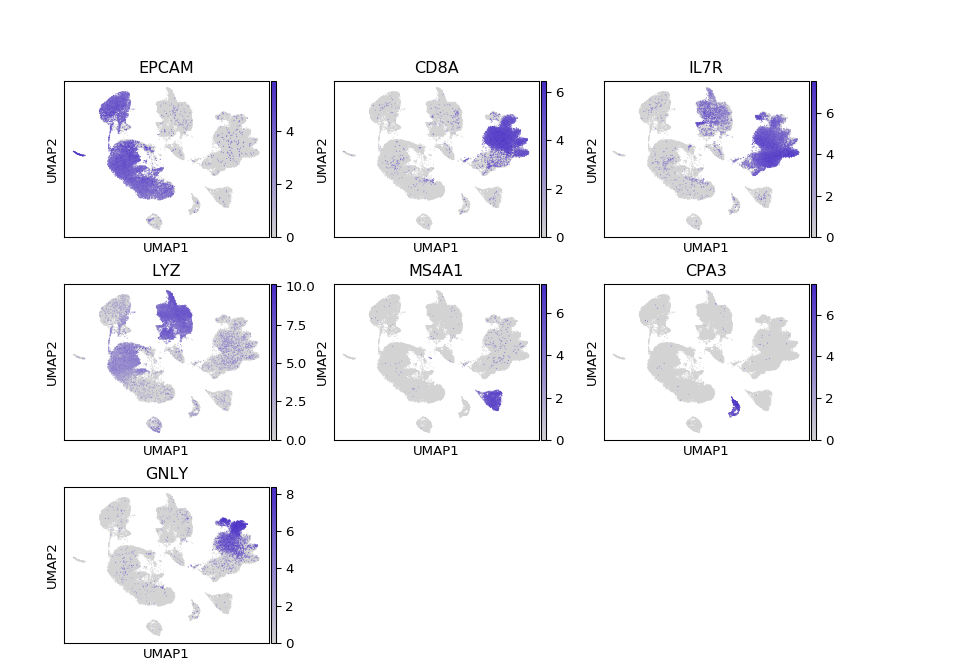 EPCAM
CD8A
IL7R
UMAP2
4
2
0
UMAP2
6
4
2
0
UMAP2
6
4
2
0
UMAP1
UMAP1
UMAP1
LYZ
MS4A1
CPA3
UMAP2
10.0
7.5
5.0
2.5
0.0
UMAP2
6
4
2
0
UMAP2
6
4
2
0
UMAP1
UMAP1
UMAP1
GNLY
UMAP2
8
6
4
2
0
UMAP1